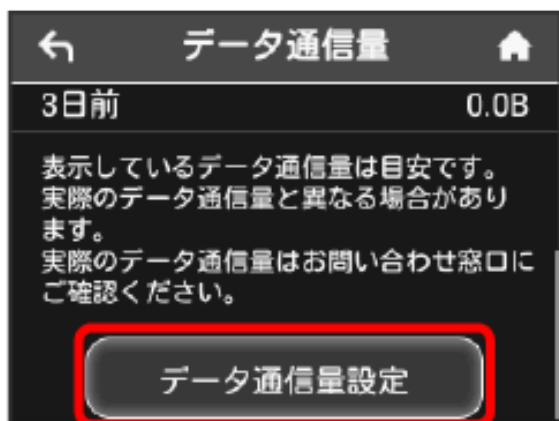 データ通信量
3日前 0.0B
表示しているデータ通信量は目安です。
実際のデータ通信量と異なる場合があり
ます。
実際のデータ通信量はお問い合わせ窓口に
ご確認ください。
データ通信量設定